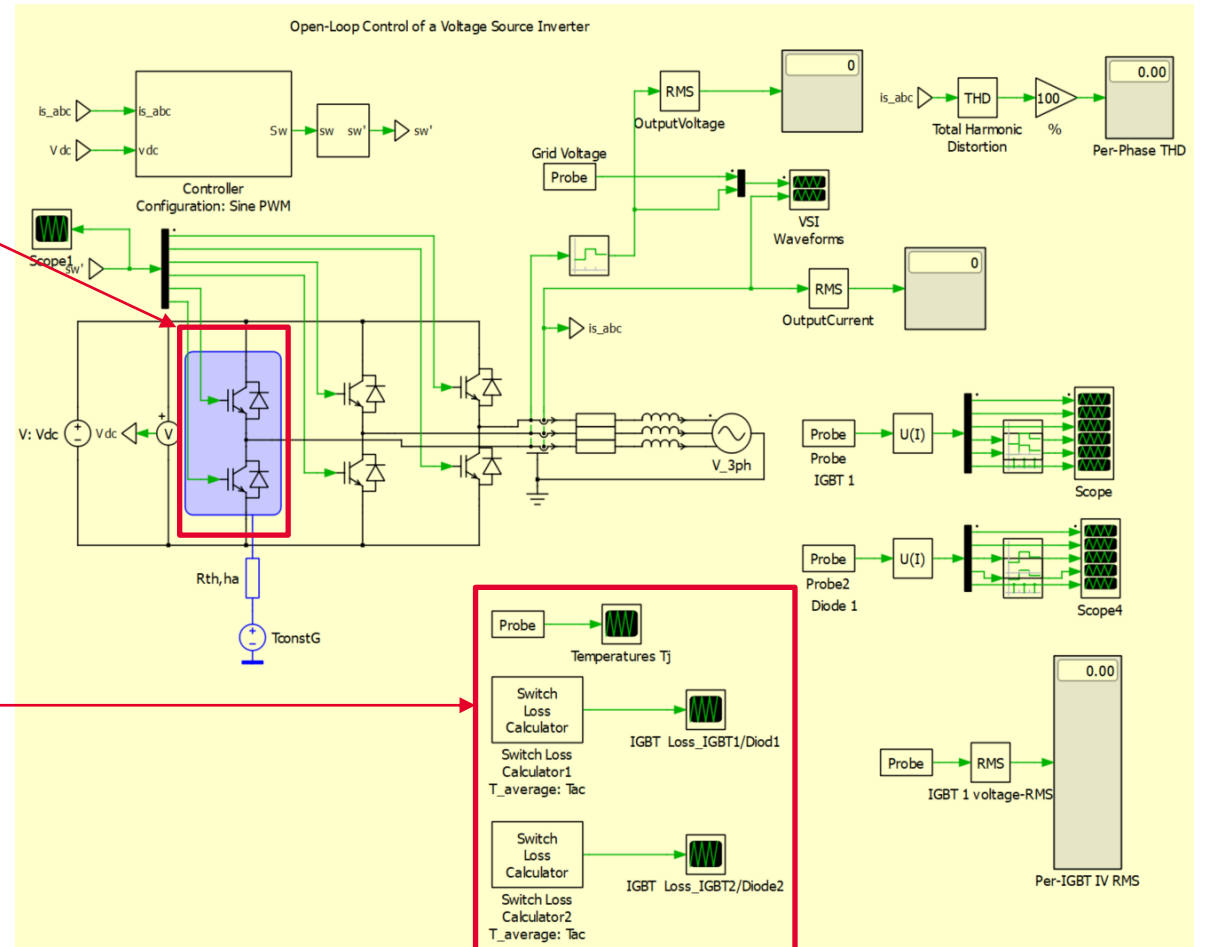 Open-Loop Control of a Voltage Source Inverter
is_abc
V dc
is_abc
vdc
Sw
sw
sw'
sw'
Controller
Configuration: Sine PWM
Scope1
sw'
V: Vdc
Vdc
V
Rth,ha
TconstG
RMS
OutputVoltage
0
Grid Voltage
Probe
VSI
Waveforms
is_abc
RMS
OutputCurrent
0
V_3ph
is_abc
THD
Total Harmonic
Distortion
100
%
0.00
Per-Phase THD
Probe
Probe
IGBT 1
U(I)
Scope
Probe
Probe2
Diode 1
U(I)
Scope4
Probe
Temperatures Tj
Switch
Loss
Calculator
Switch Loss
Calculator1
T_average: Tac
IGBT Loss_IGBT1/Diod1
Switch
Loss
Calculator
Switch Loss
Calculator2
T_average: Tac
IGBT Loss_IGBT2/Diode2
Probe
RMS
IGBT 1 voltage-RMS
0.00
Per-IGBT IV RMS